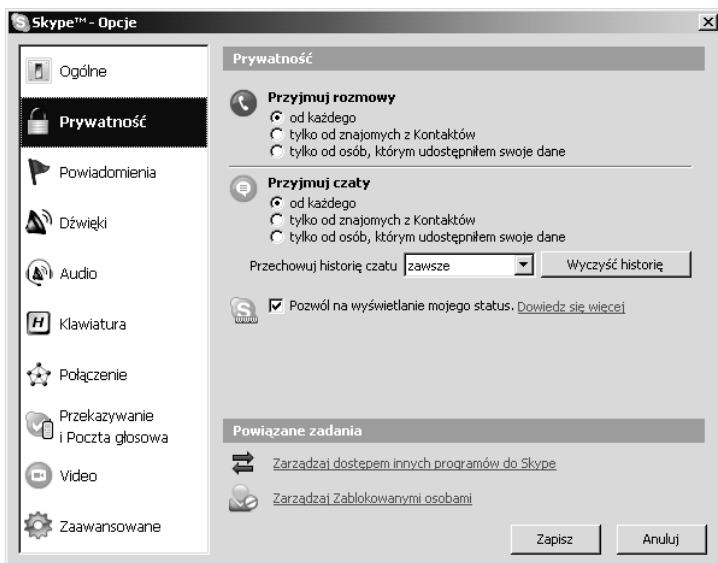 Skype™ - Opcje
Ogólne
Prywatność
Powiadomienia
Dźwięki
Audio
Klawiatura
Połączenie
Przekazywanie
i Poczta głosowa
Video
Zaawansowane
Prywatność
Przyjmuj rozmowy
od każdego
tylko od znajomych z Kontaktów
tylko od osób, którym udostępniłem swoje dane
Przyjmuj czaty
od każdego
tylko od znajomych z Kontaktów
tylko od osób, którym udostępniłem swoje dane
Przechowuj historię czatu zawsze Wyczyść historię
Pozwól na wyświetlanie mojego status. Dowiedz się więcej
Powiązane zadania
Zarządzaj dostępem innych programów do Skype
Zarządzaj Zablokowanymi osobami
Zapisz Anuluj